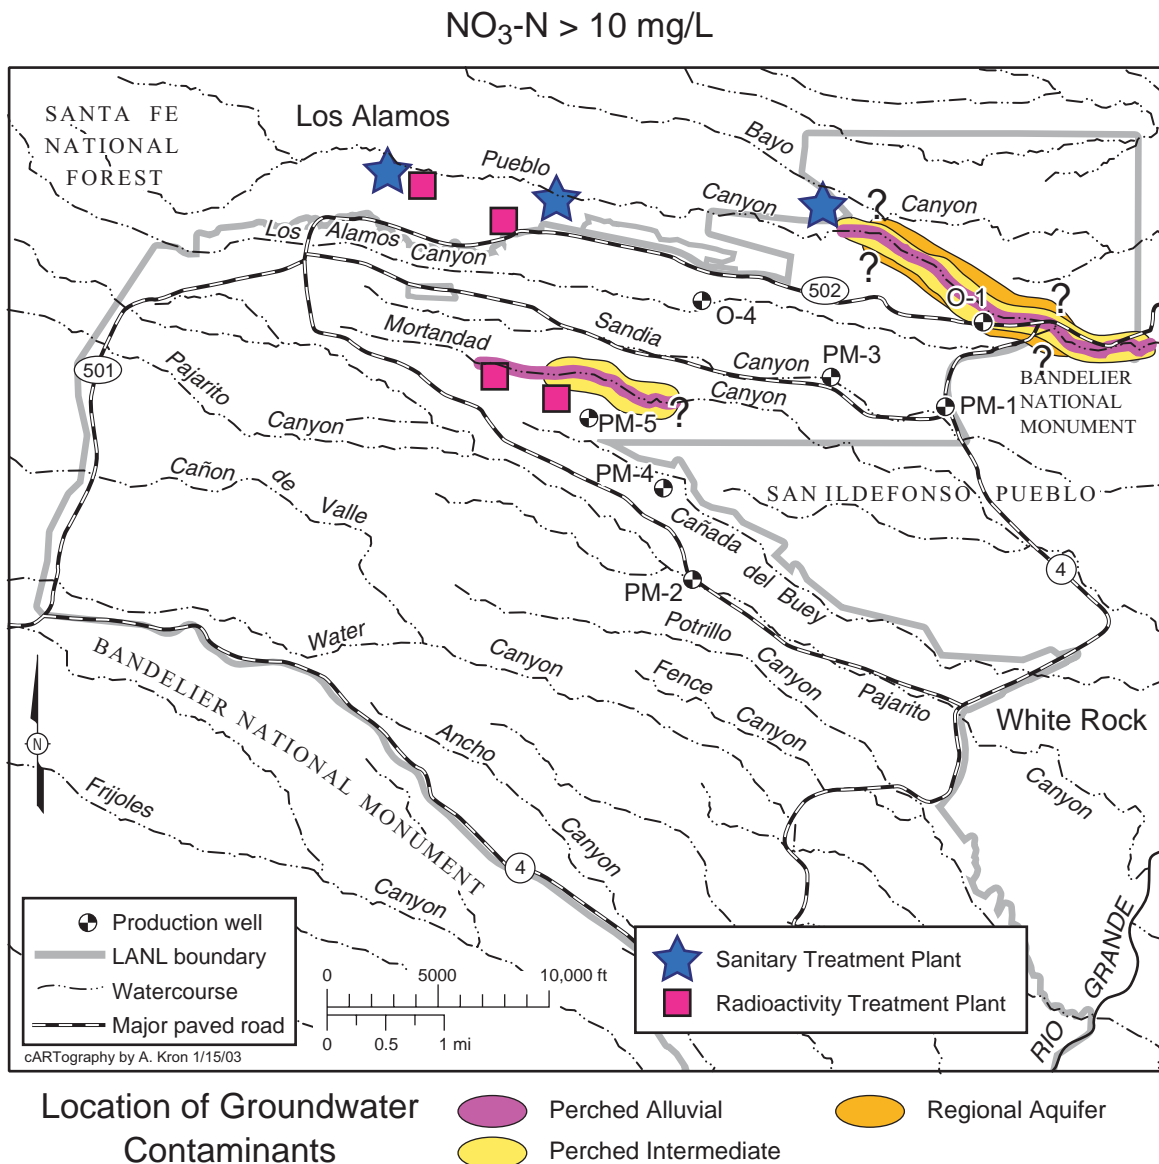 NO3-N > 10 mg/L
SANTA FE
NATIONAL
FOREST
Los Alamos
Pueblo
Bayo
Canyon
Canyon
?
?
?
?
Los Alamos
Canyon
502
O-1
O-4
Sandia
Canyon
PM-3
Mortandad
Canyon
?
PM-5
PM-1
BANDELIER
NATIONAL
MONUMENT
501
Pajarito
Canyon
PM-4
SAN ILDEFONSO PUEBLO
Cañon de Valle
Cañada del Buey
4
PM-2
Potrillo
Canyon
Water
Canyon
Fence
Canyon
Pajarito
Canyon
White Rock
BANDELIER NATIONAL MONUMENT
N
Ancho
Canyon
Frijoles
Canyon
4
RIO GRANDE
Production well
LANL boundary
Watercourse
Major paved road
cARTography by A. Kron 1/15/03
0 5000 10,000 ft
0 0.5 1 mi
Sanitary Treatment Plant
Radioactivity Treatment Plant
Location of Groundwater
Contaminants
Perched Alluvial
Perched Intermediate
Regional Aquifer